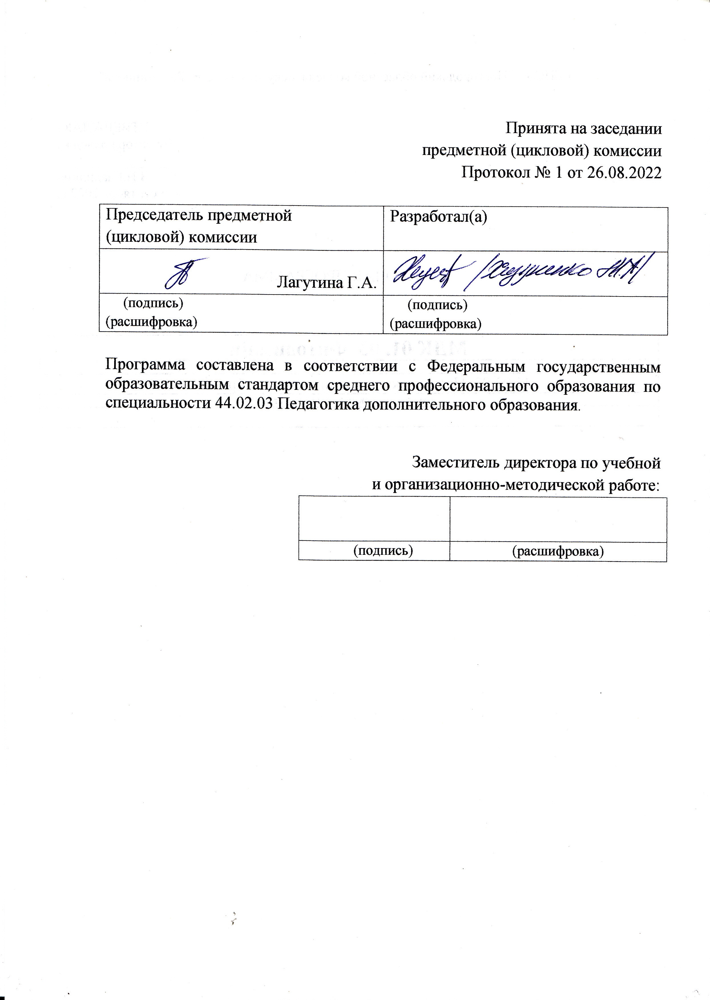 Принята на заседании
предметной (цикловой) комиссии
Протокол № 1 от 26.08.2022
Председатель предметной
(цикловой) комиссии
Разработал(а)
Лагутина Г.А.
(подпись)
(расшифровка)
(подпись)
(расшифровка)
Программа составлена в соответствии с Федеральным государственным
образовательным стандартом среднего профессионального образования по
специальности 44.02.03 Педагогика дополнительного образования.
Заместитель директора по учебной
и организационно-методической работе:
(подпись)
(расшифровка)